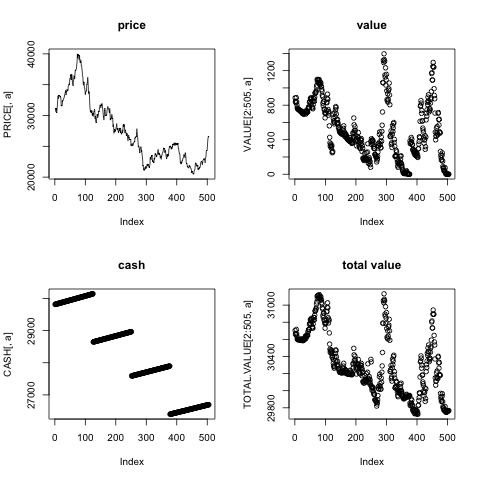 price
PRICE[, a]
20000 30000 40000
0 100 200 300 400 500
Index
value
VALUE[2:505, a]
0 400 800 1200
0 100 200 300 400 500
Index
cash
CASH[, a]
27000 29000
0 100 200 300 400 500
Index
total value
TOTAL.VALUE[2:505, a]
29800 30400 31000
0 100 200 300 400 500
Index